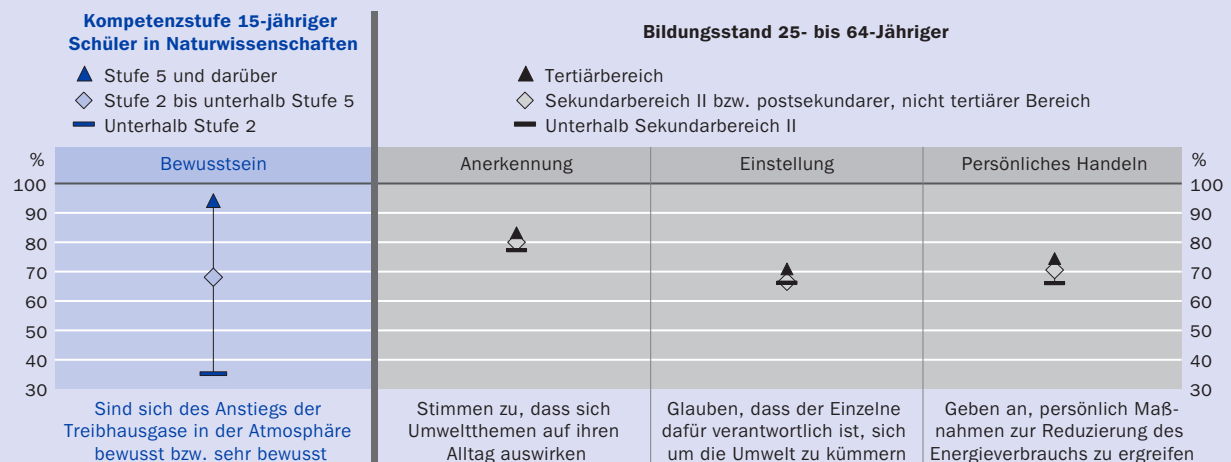 Kompetenzstufe 15-jähriger
Schüler in Naturwissenschaften
Stufe 5 und darüber
Stufe 2 bis unterhalb Stufe 5
Unterhalb Stufe 2
Bildungsstand 25- bis 64-Jähriger
Tertiärbereich
Sekundarbereich II bzw. postsekundarer, nicht tertiärer Bereich
Unterhalb Sekundarbereich II
% Bewusstsein Anerkennung Einstellung Persönliches Handeln %
100 100
90 90
80 80
70 70
60 60
50 50
40 40
30 30
Sind sich des Anstiegs der
Treibhausgase in der Atmosphäre
bewusst bzw. sehr bewusst
Stimmen zu, dass sich
Umweltthemen auf ihren
Alltag auswirken
Glauben, dass der Einzelne
dafür verantwortlich ist, sich
um die Umwelt zu kümmern
Geben an, persönlich Maß-
nahmen zur Reduzierung des
Energieverbrauchs zu ergreifen